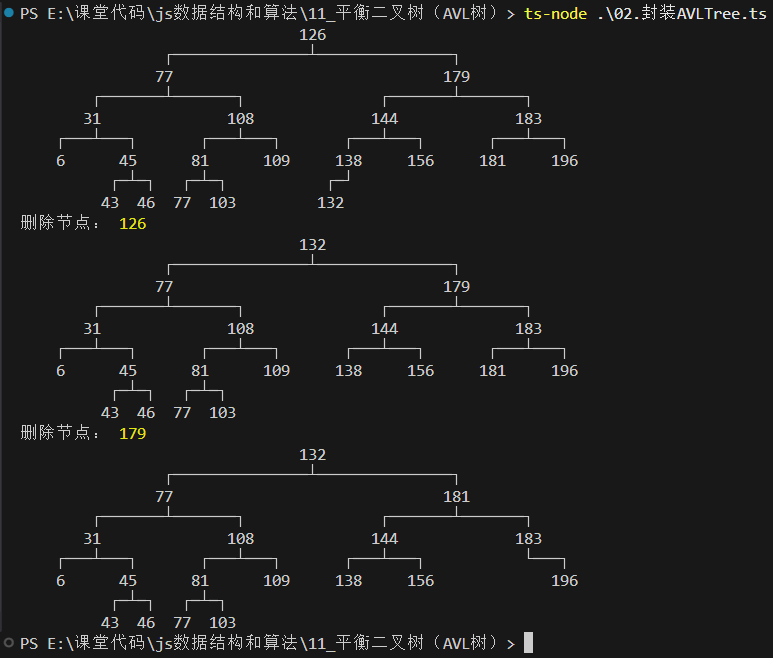 PS E:\课堂代码\js数据结构和算法\11_平衡二叉树（AVL树）> ts-node .\02.封装AVLTree.ts
126
77 179
31 108 144 183
6 45 81 109 138 156 181 196
43 46 77 103 132
删除节点： 126
132
77 179
31 108 144 183
6 45 81 109 138 156 181 196
43 46 77 103
删除节点： 179
132
77 181
31 108 144 183
6 45 81 109 138 156 196
43 46 77 103
PS E:\课堂代码\js数据结构和算法\11_平衡二叉树（AVL树）>